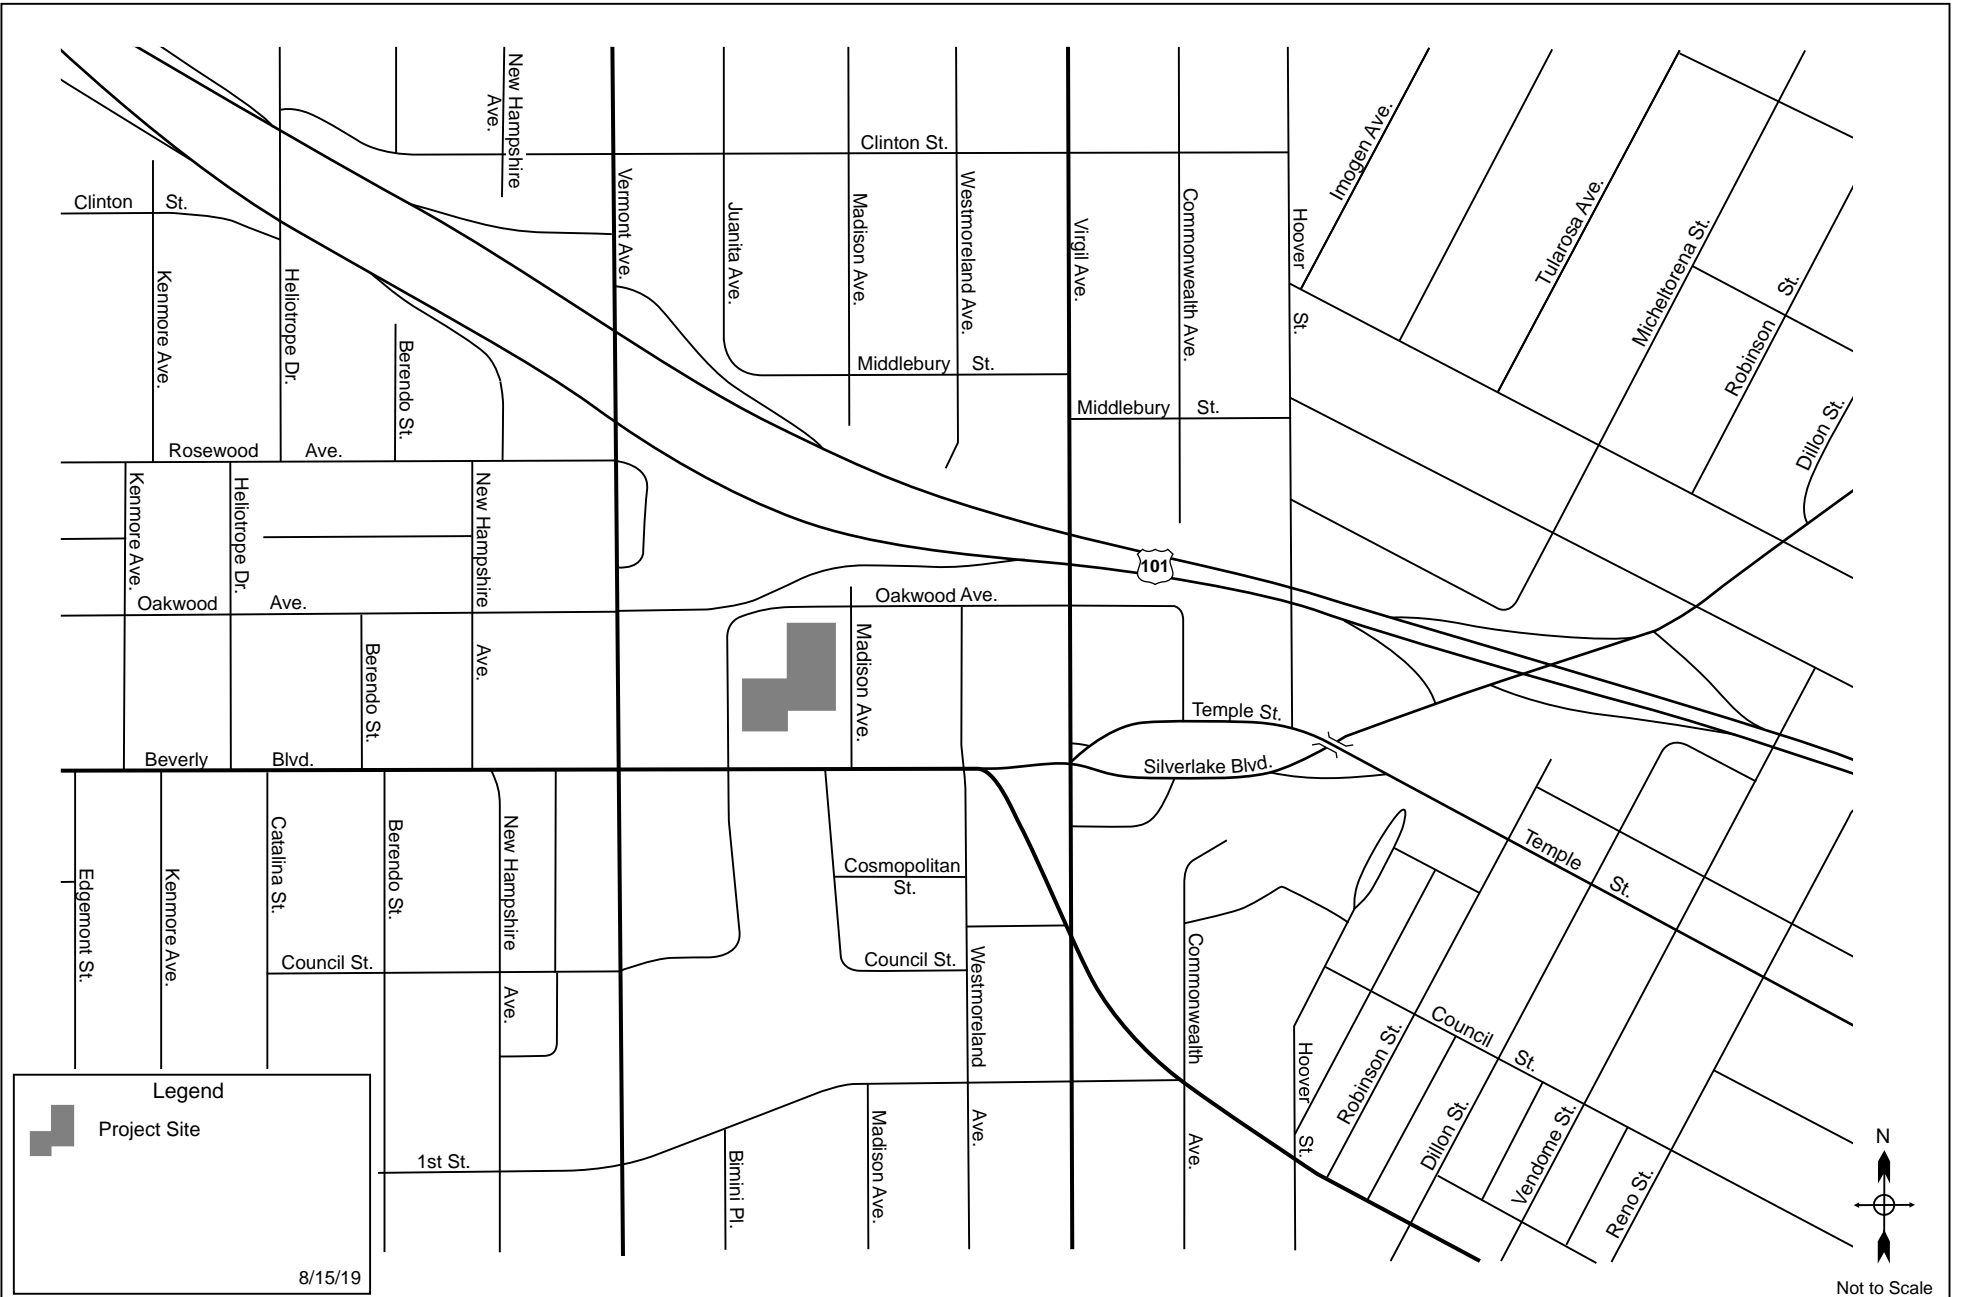 New Hampshire
Ave.
Clinton St.
Imogen Ave.
Vermont Ave.
Juanita Ave.
Madison Ave.
Westmoreland Ave.
Virgil Ave.
Commonwealth Ave.
Hoover
St.
Tularosa Ave.
Micheltorena St.
Robinson
St.
Dillon St.
Clinton St.
Kenmore Ave.
Heliotrope Dr.
Berendo St.
Middlebury St.
Middlebury St.
Rosewood Ave.
Kenmore Ave.
Heliotrope Dr.
New Hampshire
Ave.
101
Oakwood Ave.
Oakwood Ave.
Berendo St.
Madison Ave.
Temple St.
Silverlake Blvd.
Beverly Blvd.
Edgemont St.
Kenmore Ave.
Catalina St.
Berendo St.
New Hampshire
Ave.
Cosmopolitan
St.
Temple
St.
Council St.
Council St.
Westmoreland
Ave.
Commonwealth
Ave.
Hoover
St.
Robinson St.
Council
St.
Dillon St.
Vendome St.
Reno St.
1st St.
Bimini Pl.
Madison Ave.
Legend
Project Site
8/15/19
N
Not to Scale